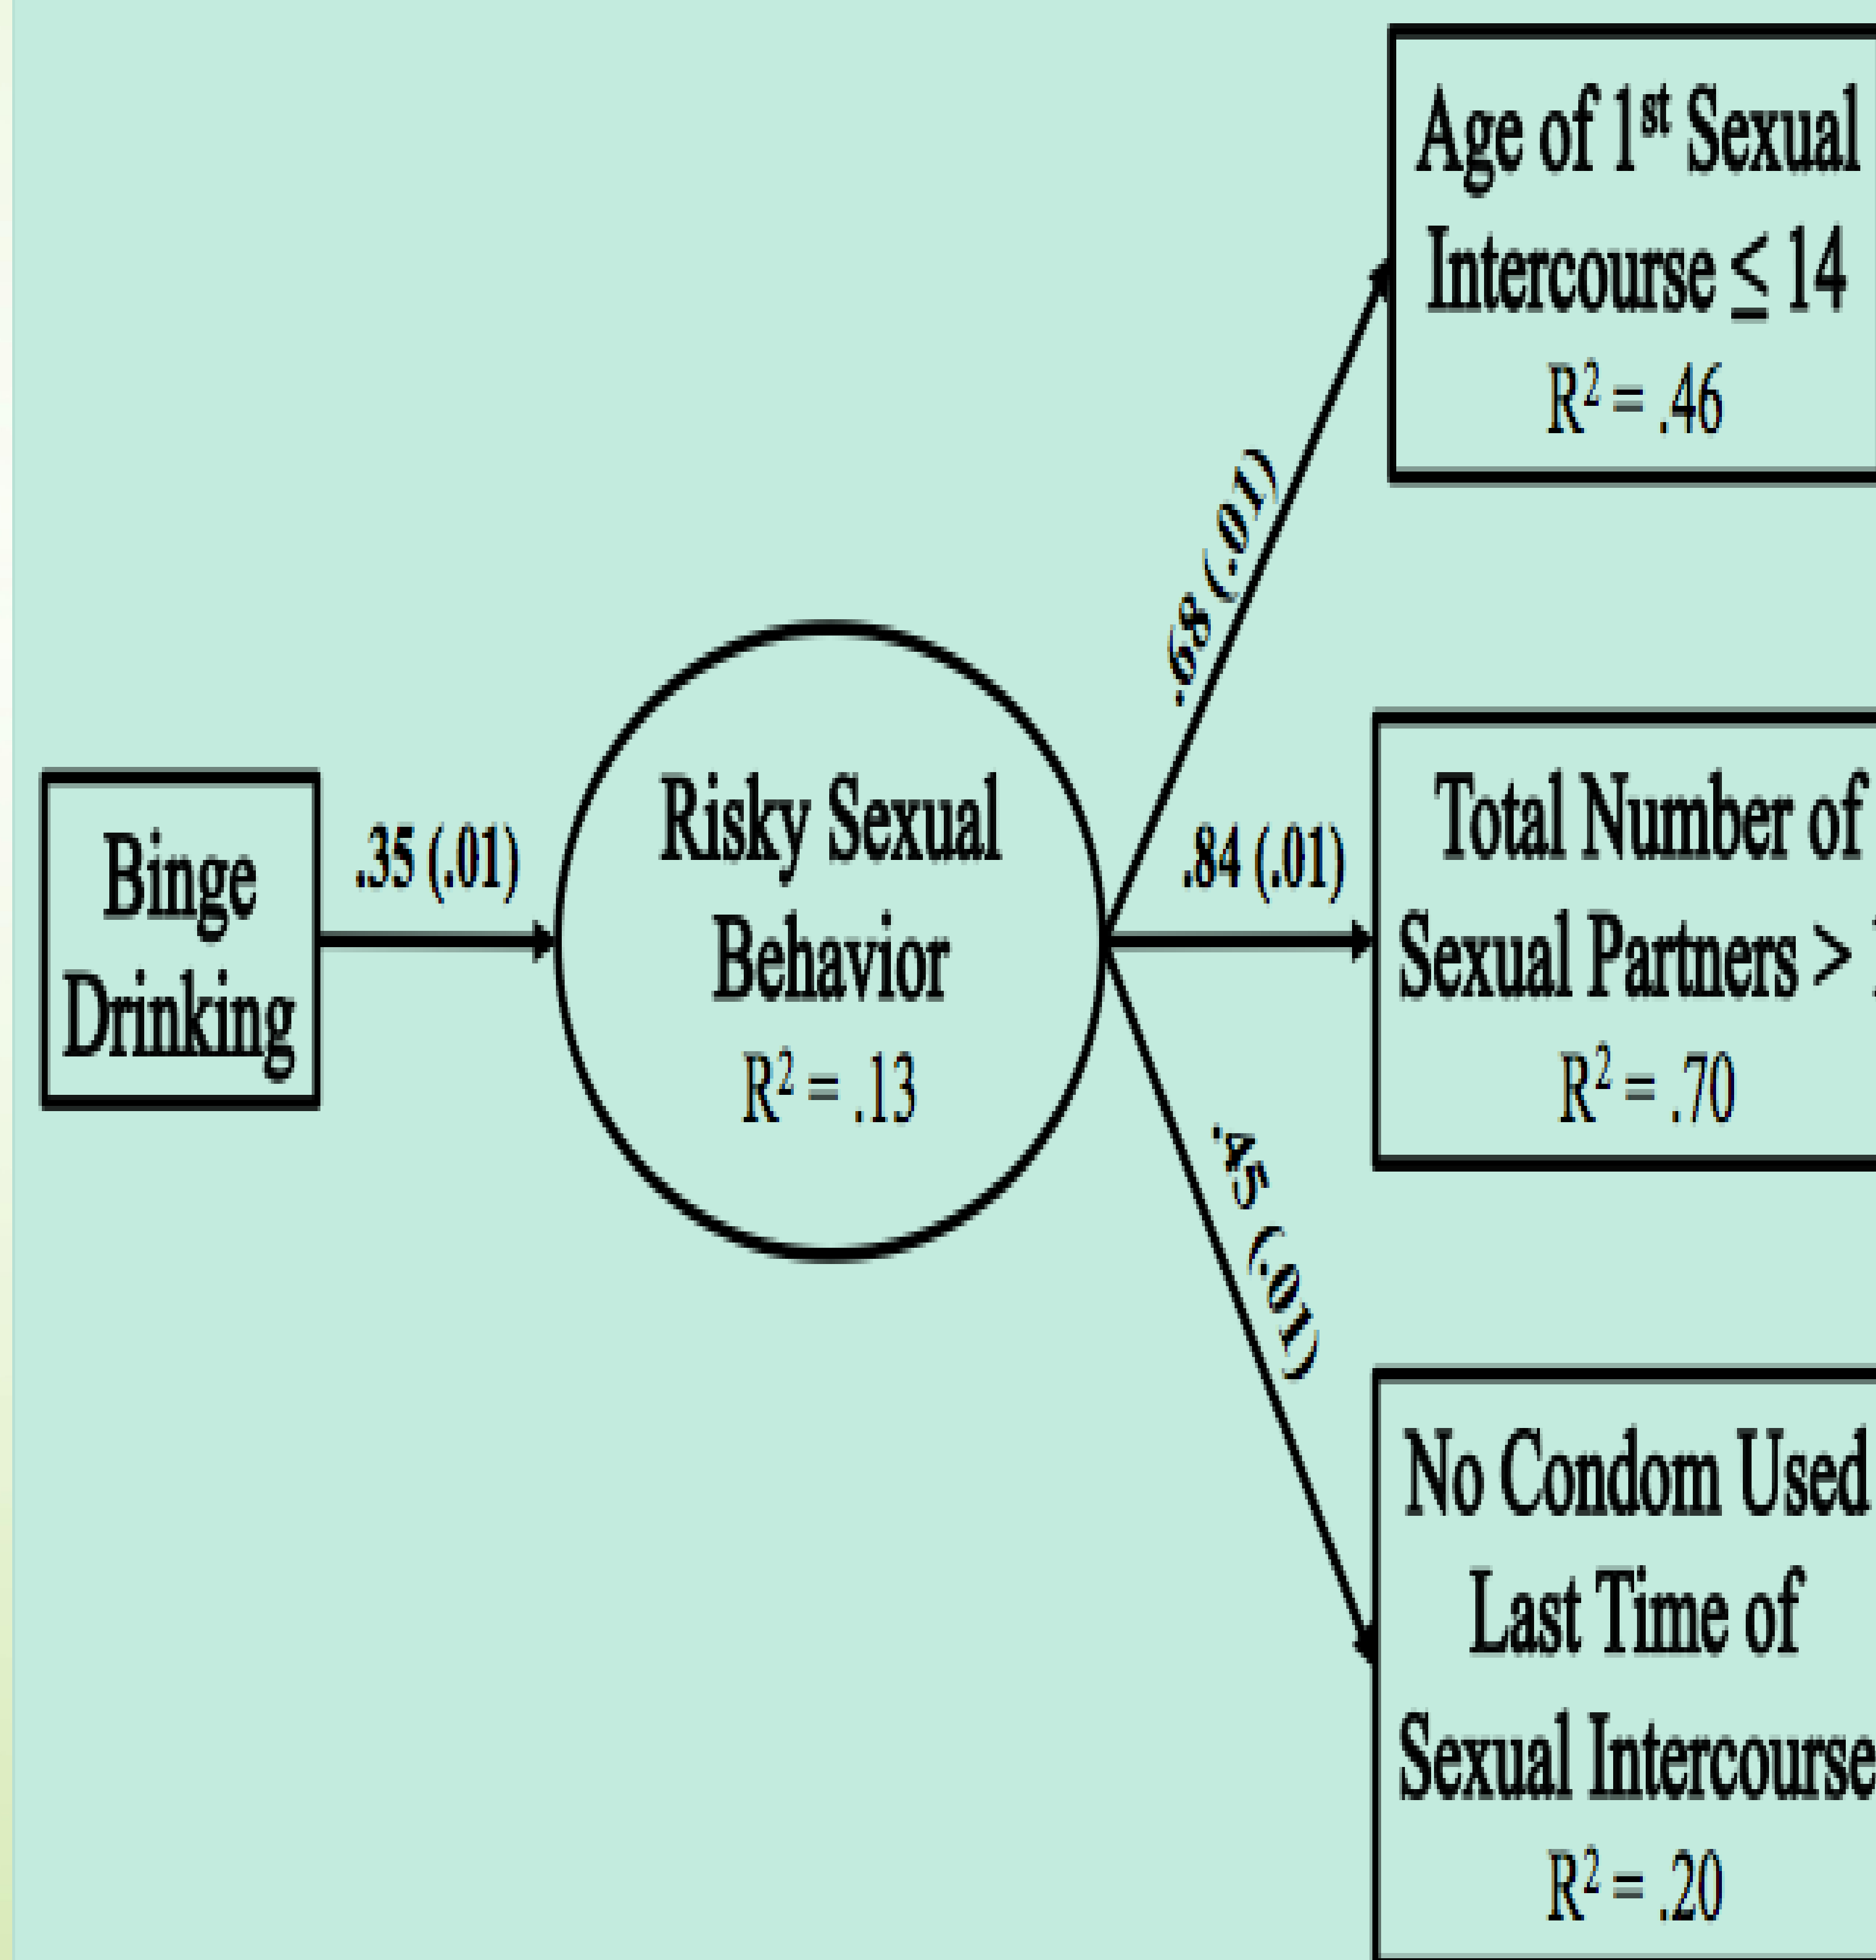 Binge
Drinking
.35 (.01)
Risky Sexual
Behavior
R² = .13
.68 (.01)
.84 (.01)
.45 (.01)
Age of 1st Sexual
Intercourse ≤ 14
R² = .46
Total Number of
Sexual Partners >
R² = .70
No Condom Used
Last Time of
Sexual Intercourse
R² = .20